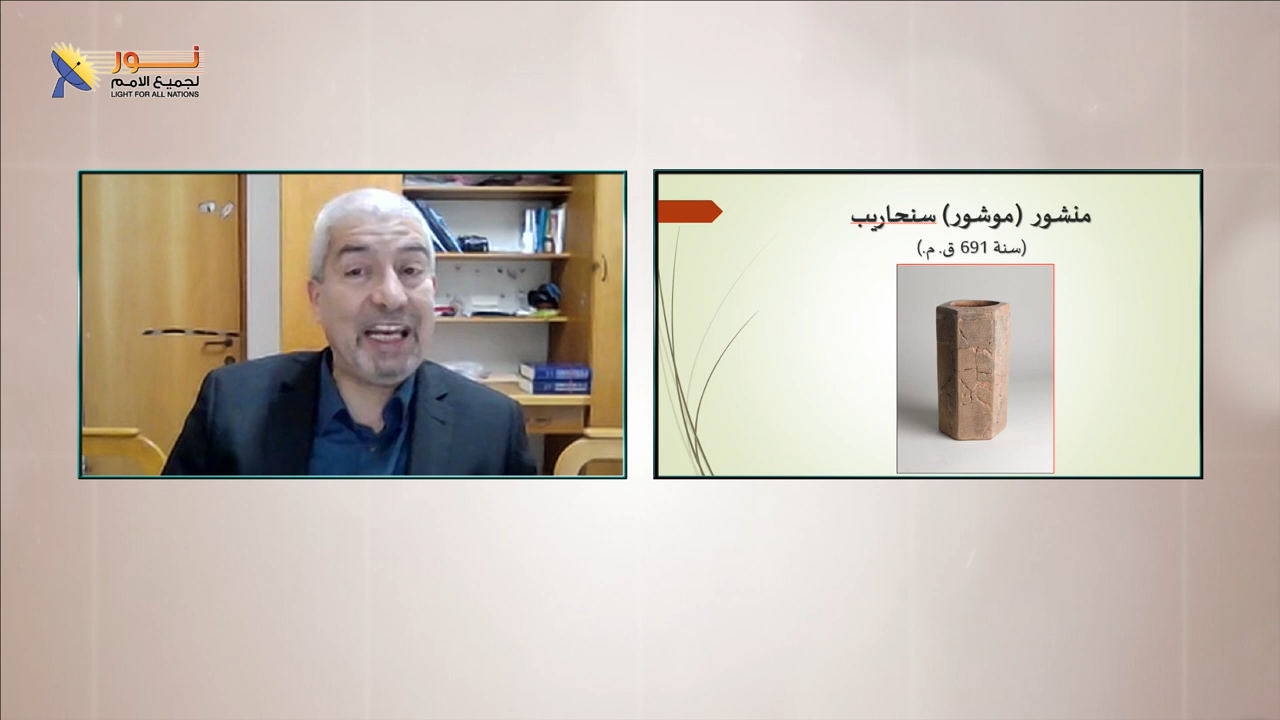 نور
لجميع الامم
LIGHT FOR ALL NATIONS
منشور (موشور) سنحاريب
(سنة 691 ق. م.)